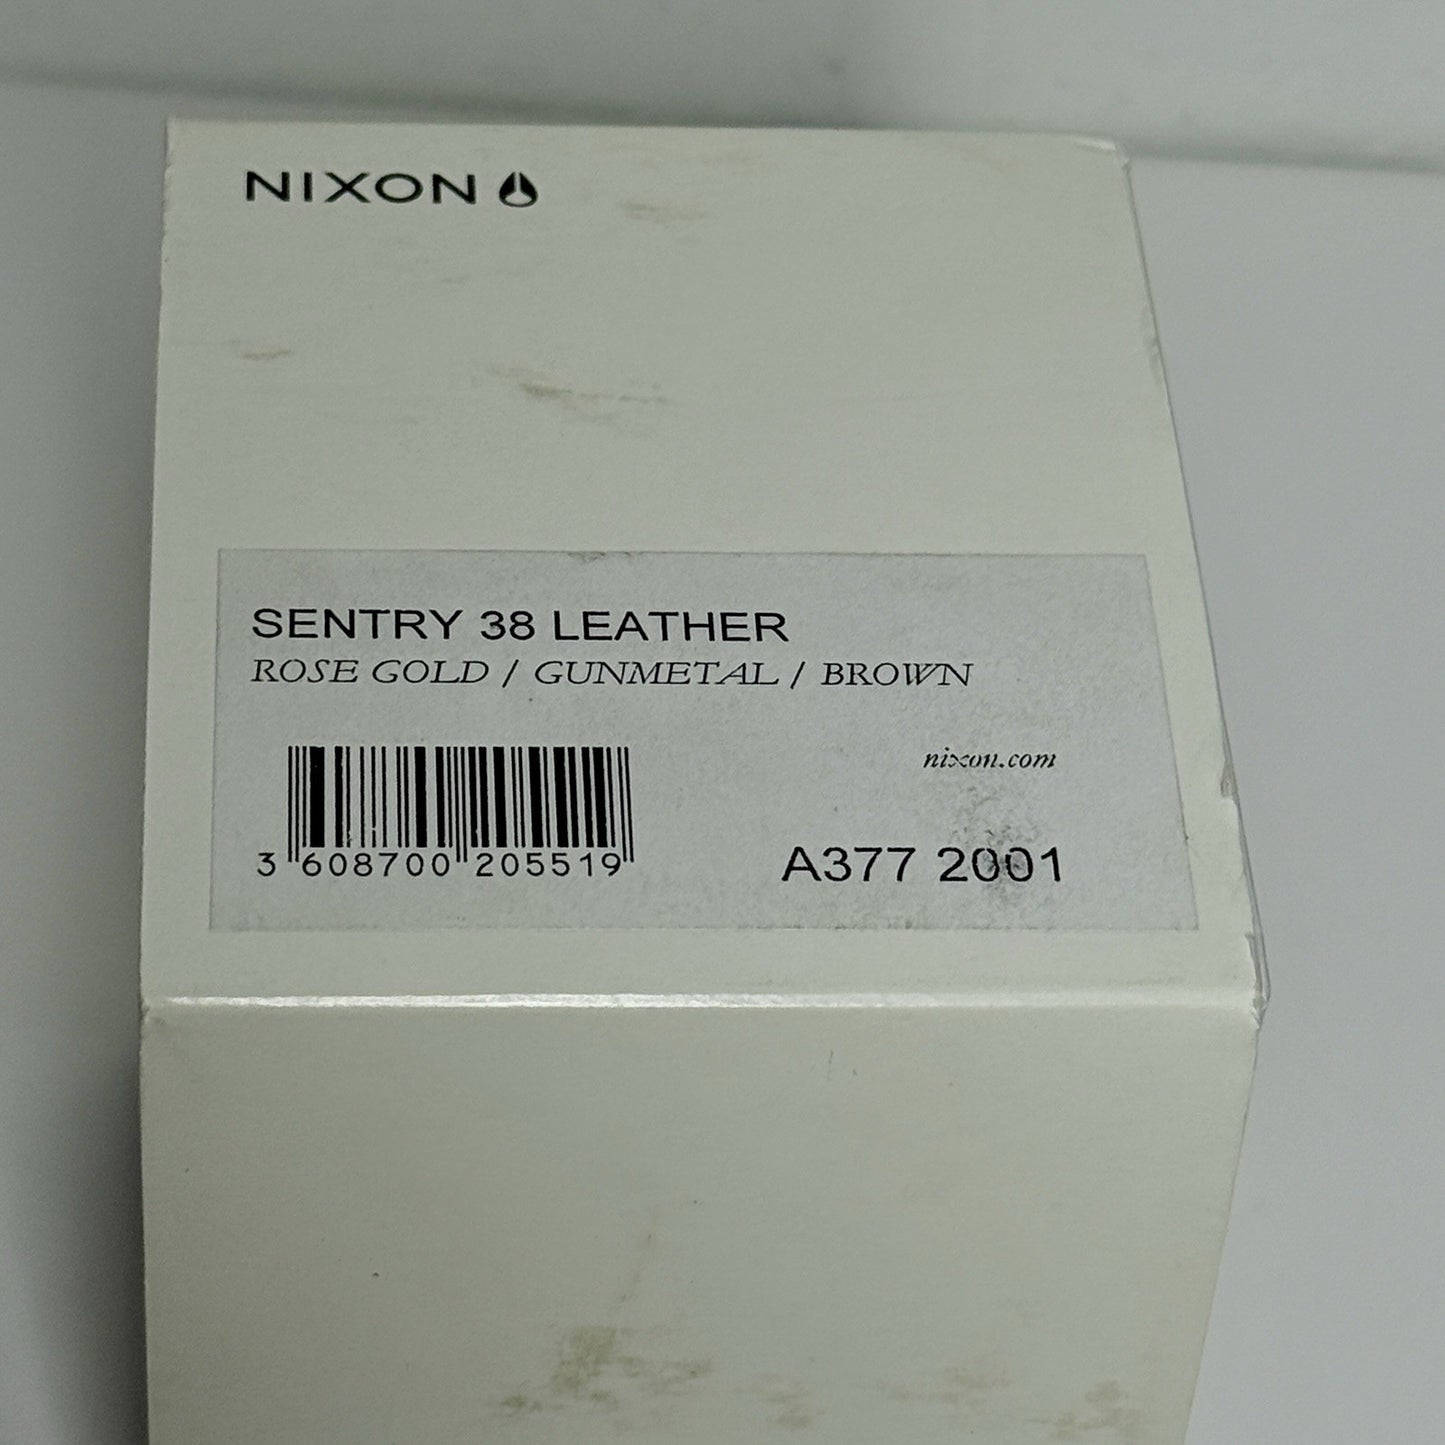 NIXON
SENTRY 38 LEATHER
ROSE GOLD / GUNMETAL / BROWN
nixon.com
3 608700 205519
A377 2001